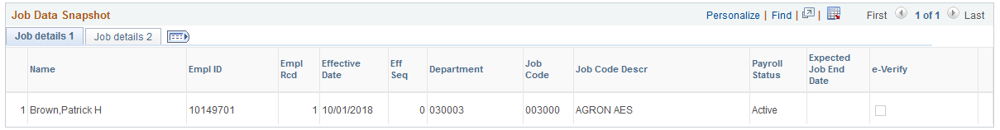 Job Data Snapshot Personalize | Find | | First 1 of 1 Last
Job details 1 Job details 2
Name Empl ID Empl Rcd Effective Date Eff Seq Department Job Code Job Code Descr Payroll Status Expected Job End Date e-Verify
1 Brown,Patrick H 10149701 1 10/01/2018 0 030003 003000 AGRON AES Active